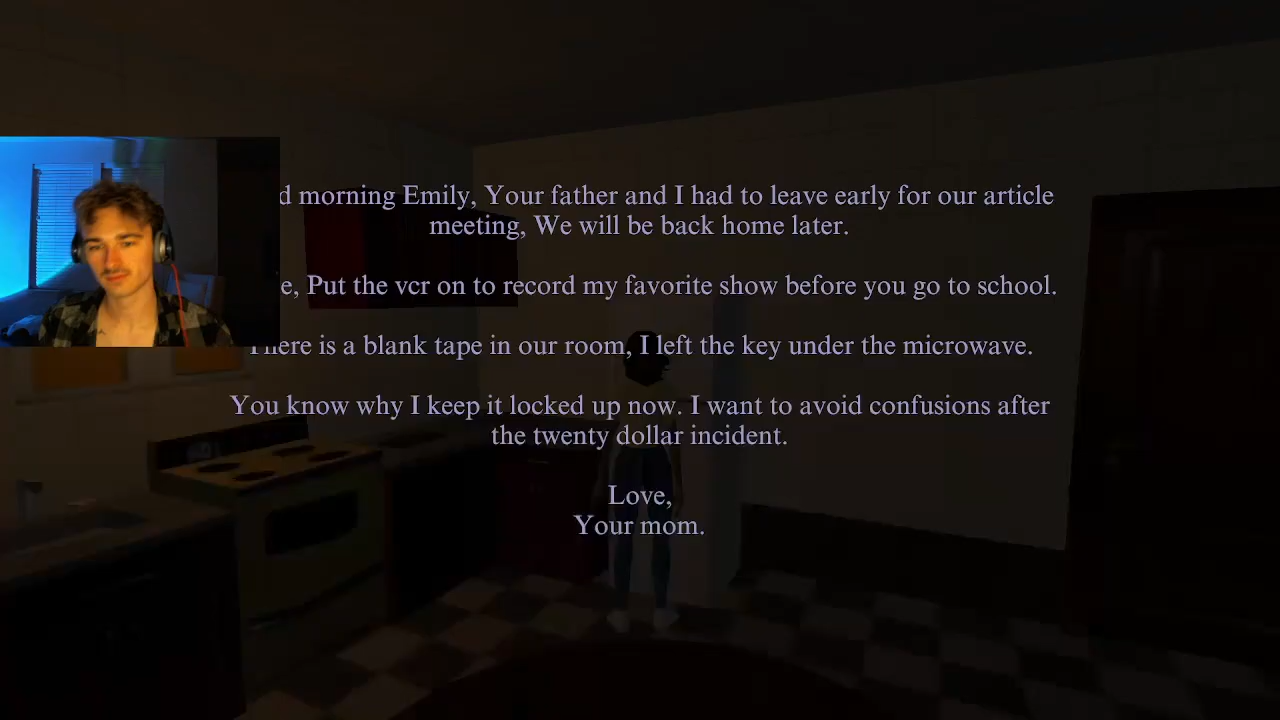 morning Emily, Your father and I had to leave early for our article
meeting, We will be back home later.
Put the vcr on to record my favorite show before you go to school.
There is a blank tape in our room, I left the key under the microwave.
You know why I keep it locked up now. I want to avoid confusions after
the twenty dollar incident.
Love,
Your mom.